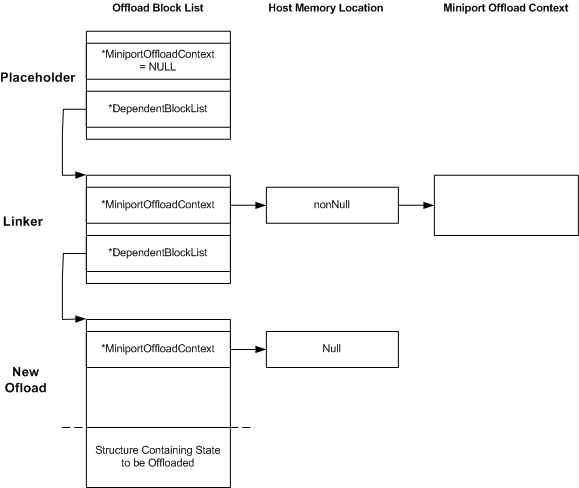 Offload Block List
Host Memory Location
Miniport Offload Context
*MiniportOffloadContext
= NULL
Placeholder
*DependentBlockList
*MiniportOffloadContext
nonNull
Linker
*DependentBlockList
*MiniportOffloadContext
Null
New
Ofload
Structure Containing State
to be Offloaded